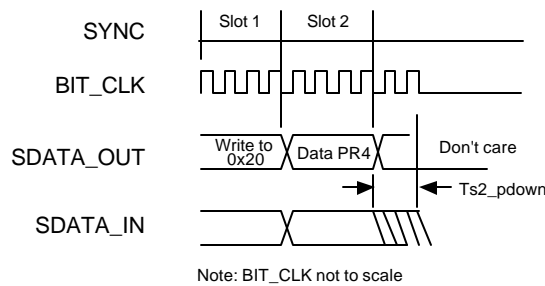 SYNC
Slot 1
Slot 2
BIT_CLK
SDATA_OUT
Write to
0x20
Data PR4
Don't care
Ts2_pdown
SDATA_IN
Note: BIT_CLK not to scale